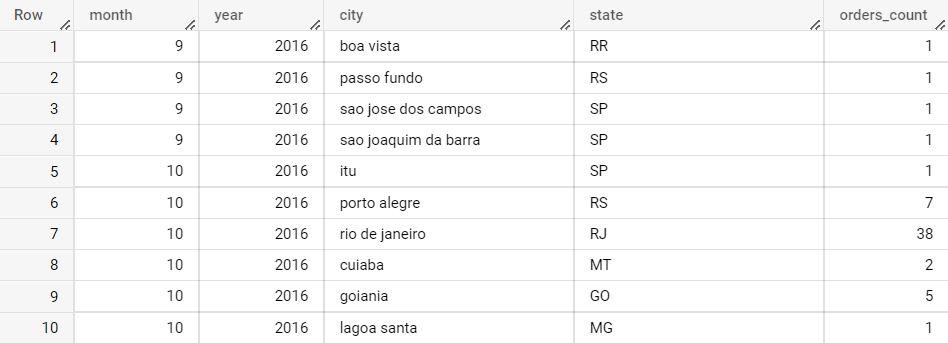 Row month year city state orders_count
1 9 2016 boa vista RR 1
2 9 2016 passo fundo RS 1
3 9 2016 sao jose dos campos SP 1
4 9 2016 sao joaquim da barra SP 1
5 10 2016 itu SP 1
6 10 2016 porto alegre RS 7
7 10 2016 rio de janeiro RJ 38
8 10 2016 cuiaba MT 2
9 10 2016 goiania GO 5
10 10 2016 lagoa santa MG 1